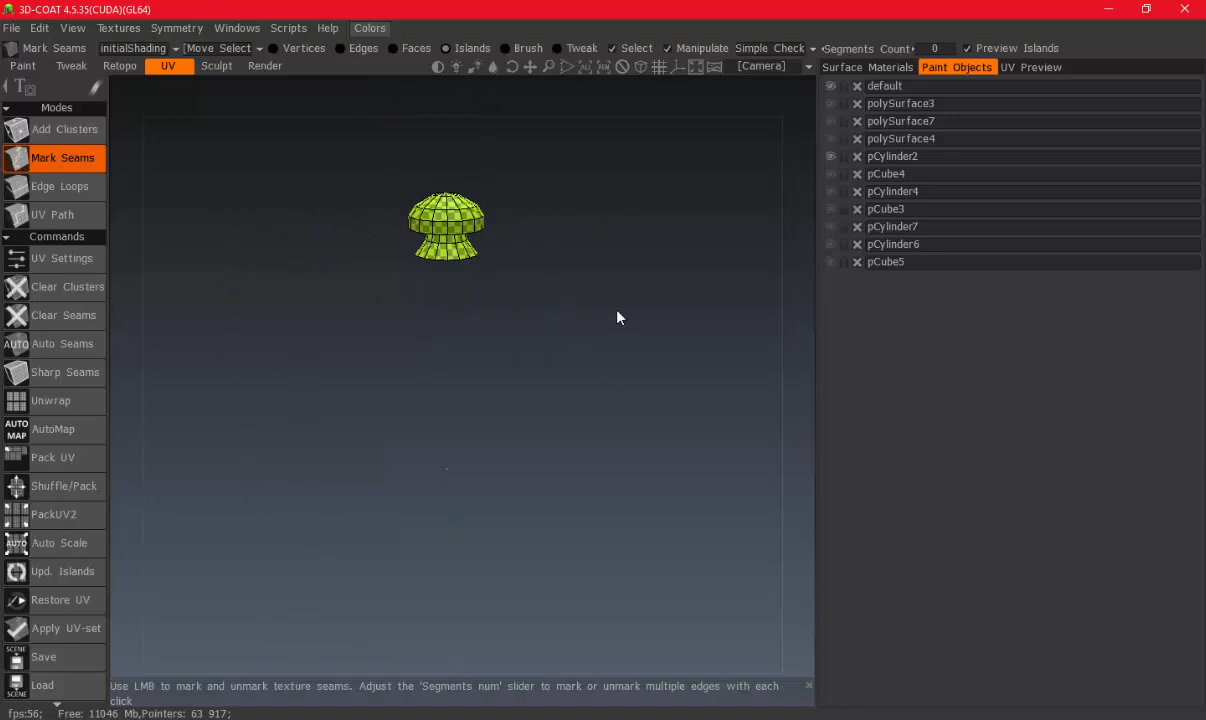 3D-COAT 4.5.35(CUDA)(GL64)
File Edit View Textures Symmetry Windows Scripts Help Colors
Mark Seams initialShading [Move Select Vertices Edges Faces Islands Brush Tweak Select Manipulate Simple Check Segments Count 0 Preview Islands
Paint Tweak Retopo UV Sculpt Render [Camera] Surface Materials Paint Objects UV Preview
Modes
Add Clusters
Mark Seams
Edge Loops
UV Path
Commands
UV Settings
Clear Clusters
Clear Seams
AUTO Auto Seams
Sharp Seams
Unwrap
AUTO MAP AutoMap
Pack UV
Shuffle/Pack
PackUV2
AUTO Auto Scale
Upd. Islands
Restore UV
Apply UV-set
SCENE Save
Load
SCENE
default
polySurface3
polySurface7
polySurface4
pCylinder2
pCube4
pCylinder4
pCube3
pCylinder7
pCylinder6
pCube5
Use LMB to mark and unmark texture seams. Adjust the 'Segments num' slider to mark or unmark multiple edges with each
click
fps:56; Free: 11046 Mb,Pointers: 63 917;